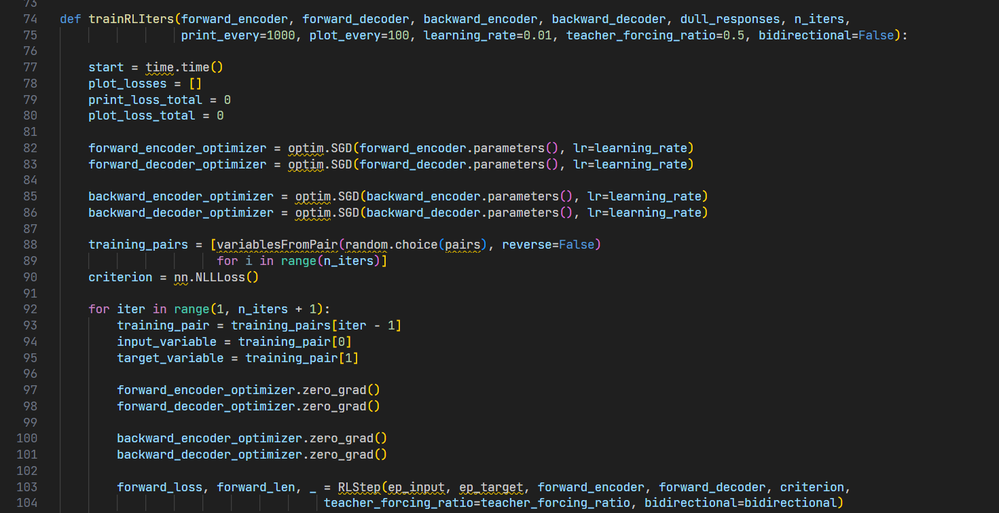 73
74 def trainRLIters(forward_encoder, forward_decoder, backward_encoder, backward_decoder, dull_responses, n_iters,
75 print_every=1000, plot_every=100, learning_rate=0.01, teacher_forcing_ratio=0.5, bidirectional=False):
76
77 start = time.time()
78 plot_losses = []
79 print_loss_total = 0
80 plot_loss_total = 0
81
82 forward_encoder_optimizer = optim.SGD(forward_encoder.parameters(), lr=learning_rate)
83 forward_decoder_optimizer = optim.SGD(forward_decoder.parameters(), lr=learning_rate)
84
85 backward_encoder_optimizer = optim.SGD(backward_encoder.parameters(), lr=learning_rate)
86 backward_decoder_optimizer = optim.SGD(backward_decoder.parameters(), lr=learning_rate)
87
88 training_pairs = [variablesFromPair(random.choice(pairs), reverse=False)
89 for i in range(n_iters)]
90 criterion = nn.NLLLoss()
91
92 for iter in range(1, n_iters + 1):
93 training_pair = training_pairs[iter - 1]
94 input_variable = training_pair[0]
95 target_variable = training_pair[1]
96
97 forward_encoder_optimizer.zero_grad()
98 forward_decoder_optimizer.zero_grad()
99
100 backward_encoder_optimizer.zero_grad()
101 backward_decoder_optimizer.zero_grad()
102
103 forward_loss, forward_len, _ = RLStep(ep_input, ep_target, forward_encoder, forward_decoder, criterion,
104 teacher_forcing_ratio=teacher_forcing_ratio, bidirectional=bidirectional)